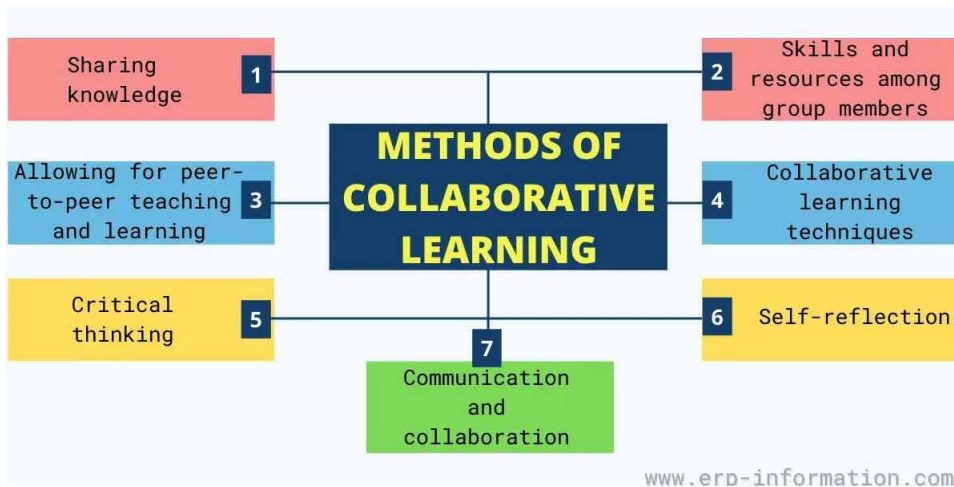 Sharing
knowledge
1
2
Skills and
resources among
group members
METHODS OF
COLLABORATIVE
LEARNING
Allowing for peer-
to-peer teaching
and learning
3
4
Collaborative
learning
techniques
Critical
thinking
5
6
Self-reflection
7
Communication
and
collaboration
www.erp-information.com